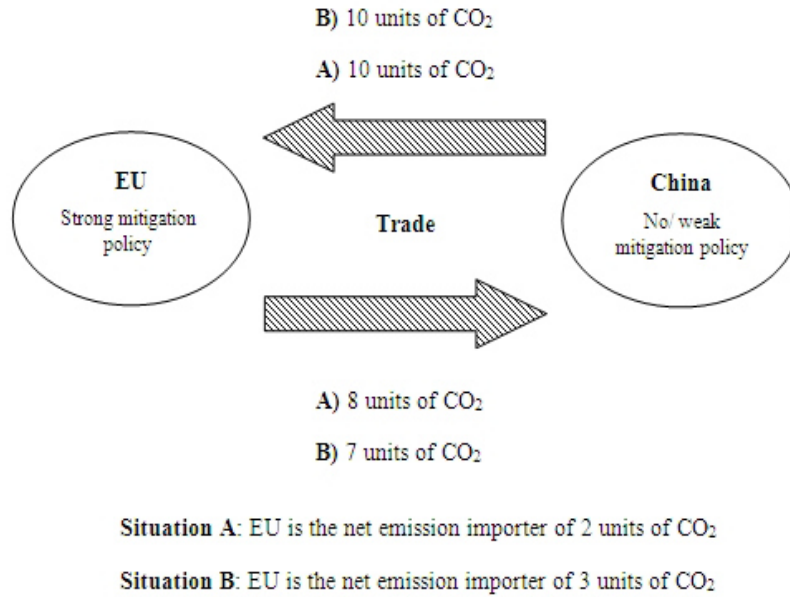 B) 10 units of CO₂
A) 10 units of CO₂
EU
Strong mitigation
policy
Trade
China
No/ weak
mitigation policy
A) 8 units of CO₂
B) 7 units of CO₂
Situation A: EU is the net emission importer of 2 units of CO₂
Situation B: EU is the net emission importer of 3 units of CO₂